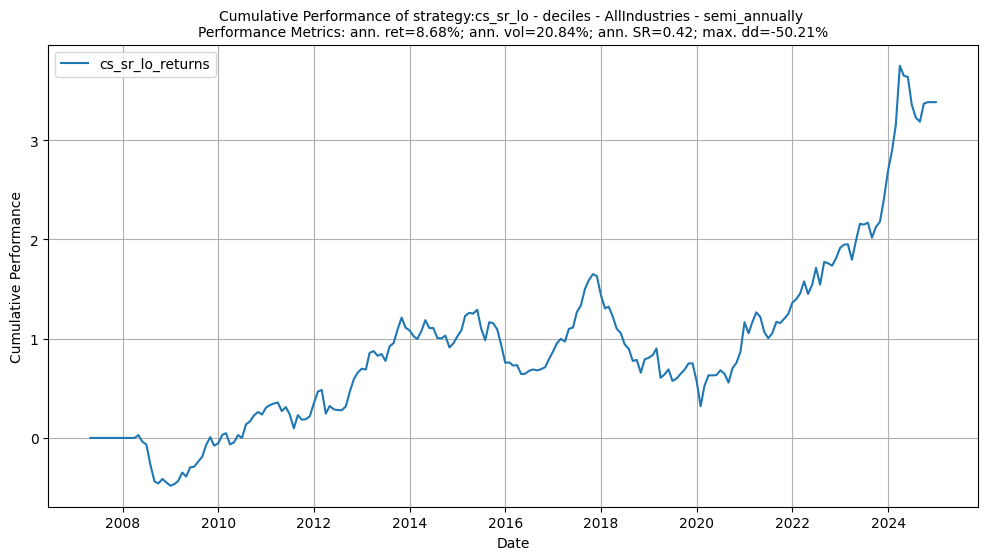 Cumulative Performance of strategy:cs_sr_lo - deciles - AllIndustries - semi_annually
Performance Metrics: ann. ret=8.68%; ann. vol=20.84%; ann. SR=0.42; max. dd=-50.21%
cs_sr_lo_returns
Cumulative Performance
3
2
1
0
2008
2010
2012
2014
2016
2018
2020
2022
2024
Date